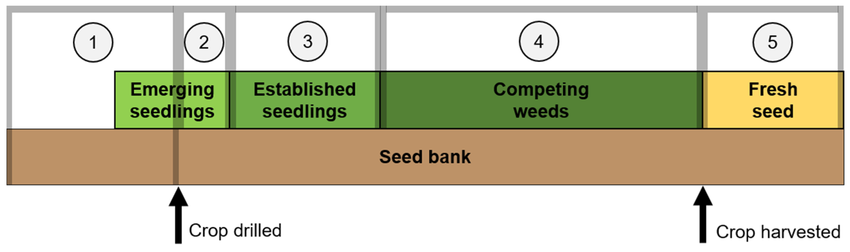 1 2 3 4 5
Emerging Established Competing Fresh
seedlings seedlings weeds seed
Seed bank
Crop drilled Crop harvested